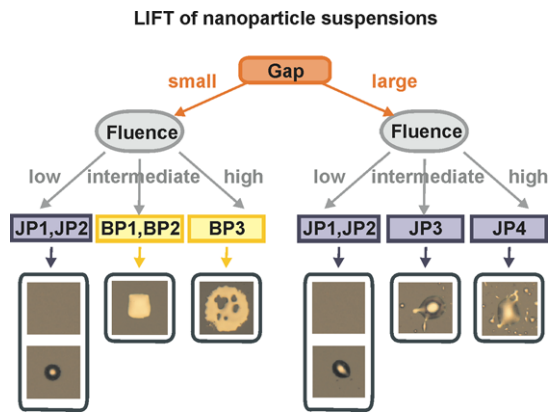 LIFT of nanoparticle suspensions
Gap
small large
Fluence Fluence
low intermediate high low intermediate high
JP1,JP2 BP1,BP2 BP3 JP1,JP2 JP3 JP4